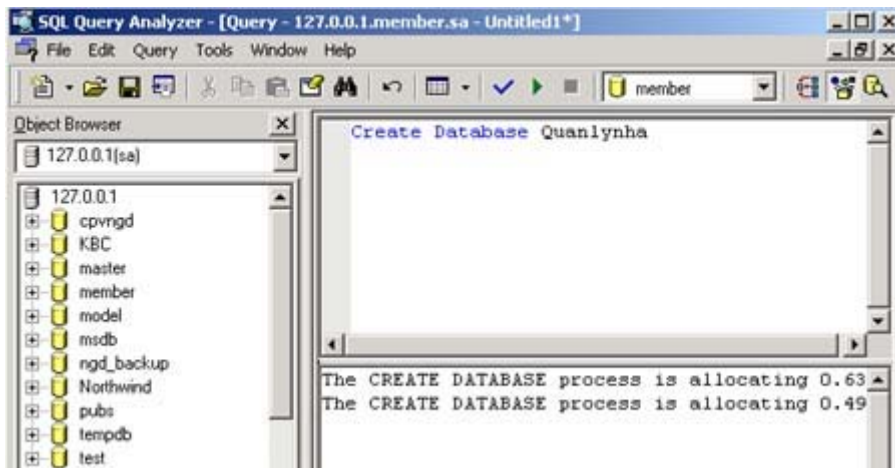 SQL Query Analyzer - [Query - 127.0.0.1.member.sa - Untitled1*]
File Edit Query Tools Window Help
member
Object Browser
127.0.0.1(sa)
127.0.0.1
cpvngd
KBC
master
member
model
msdb
ngd_backup
Northwind
pubs
tempdb
test
Create Database Quanlynha
The CREATE DATABASE process is allocating 0.63
The CREATE DATABASE process is allocating 0.49